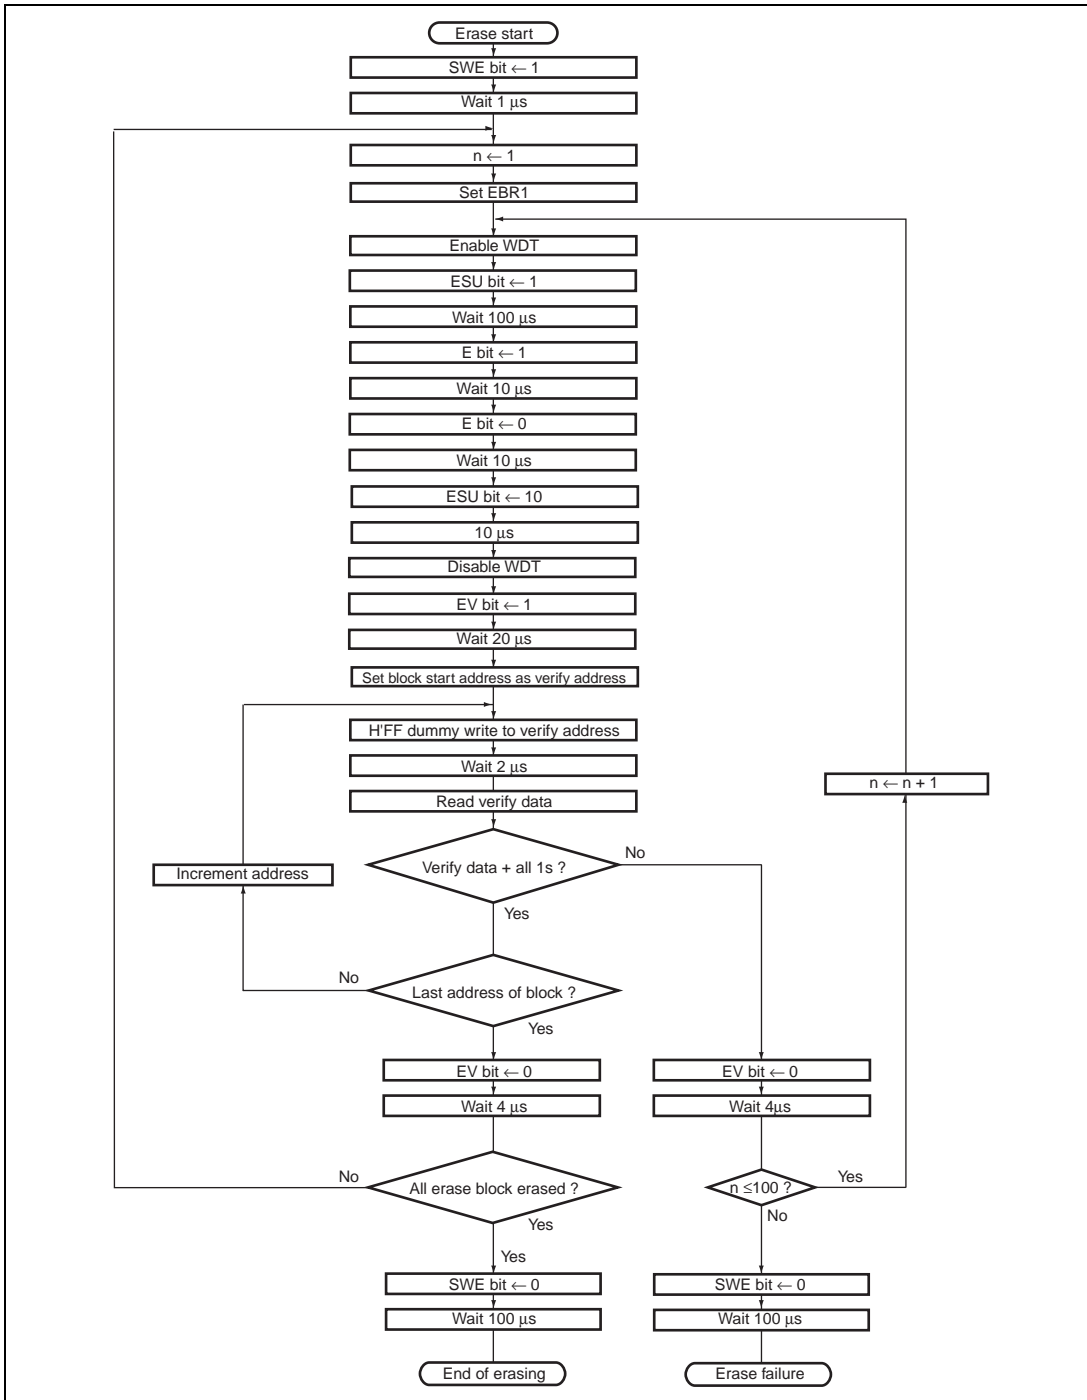 Erase start
SWE bit ← 1
Wait 1 μs
n ← 1
Set EBR1
Enable WDT
ESU bit ← 1
Wait 100 μs
E bit ← 1
Wait 10 μs
E bit ← 0
Wait 10 μs
ESU bit ← 10
10 μs
Disable WDT
EV bit ← 1
Wait 20 μs
Set block start address as verify address
H'FF dummy write to verify address
Wait 2 μs
n ← n + 1
Read verify data
No
Verify data + all 1s ?
Increment address
Yes
No
Last address of block ?
Yes
EV bit ← 0
EV bit ← 0
Wait 4 μs
Wait 4μs
No
All erase block erased ?
n ≤100 ?
Yes
Yes
No
Yes
SWE bit ← 0
SWE bit ← 0
Wait 100 μs
Wait 100 μs
End of erasing
Erase failure